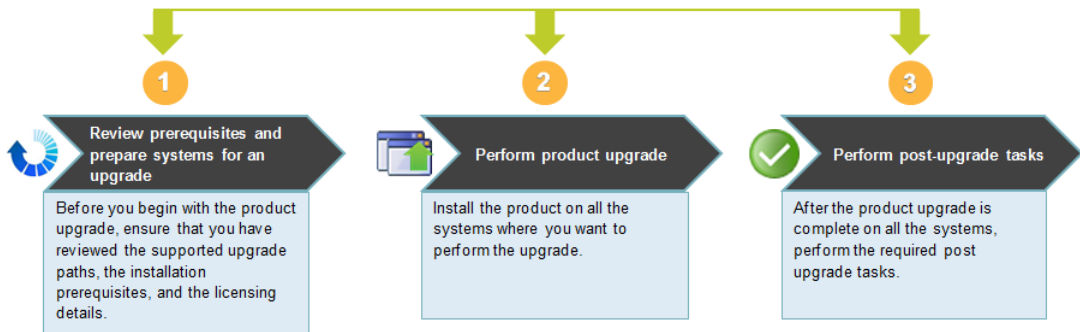 1
Review prerequisites and
prepare systems for an
upgrade
Before you begin with the product
upgrade, ensure that you have
reviewed the supported upgrade
paths, the installation
prerequisites, and the licensing
details.
2
Perform product upgrade
Install the product on all the
systems where you want to
perform the upgrade.
3
Perform post-upgrade tasks
After the product upgrade is
complete on all the systems,
perform the required post
upgrade tasks.